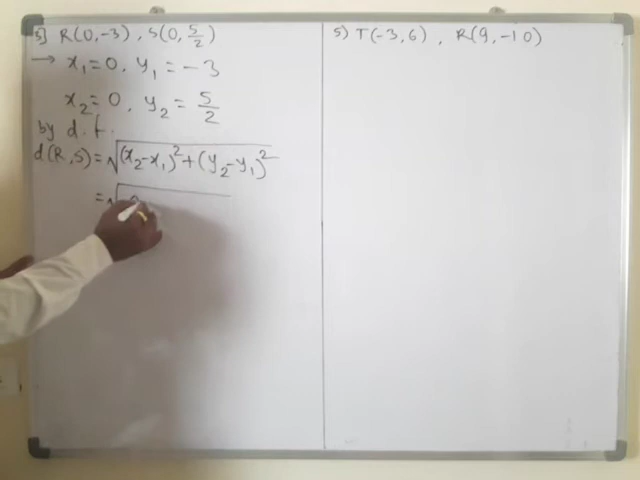 3] R(0,-3), S(0, 5/2)
→ x₁=0, y₁=-3
x₂=0, y₂= 5/2
by d.f.
d(R,S)=√(x₂-x₁)²+(y₂-y₁)²
=√
5) T(-3,6), R(9,-10)